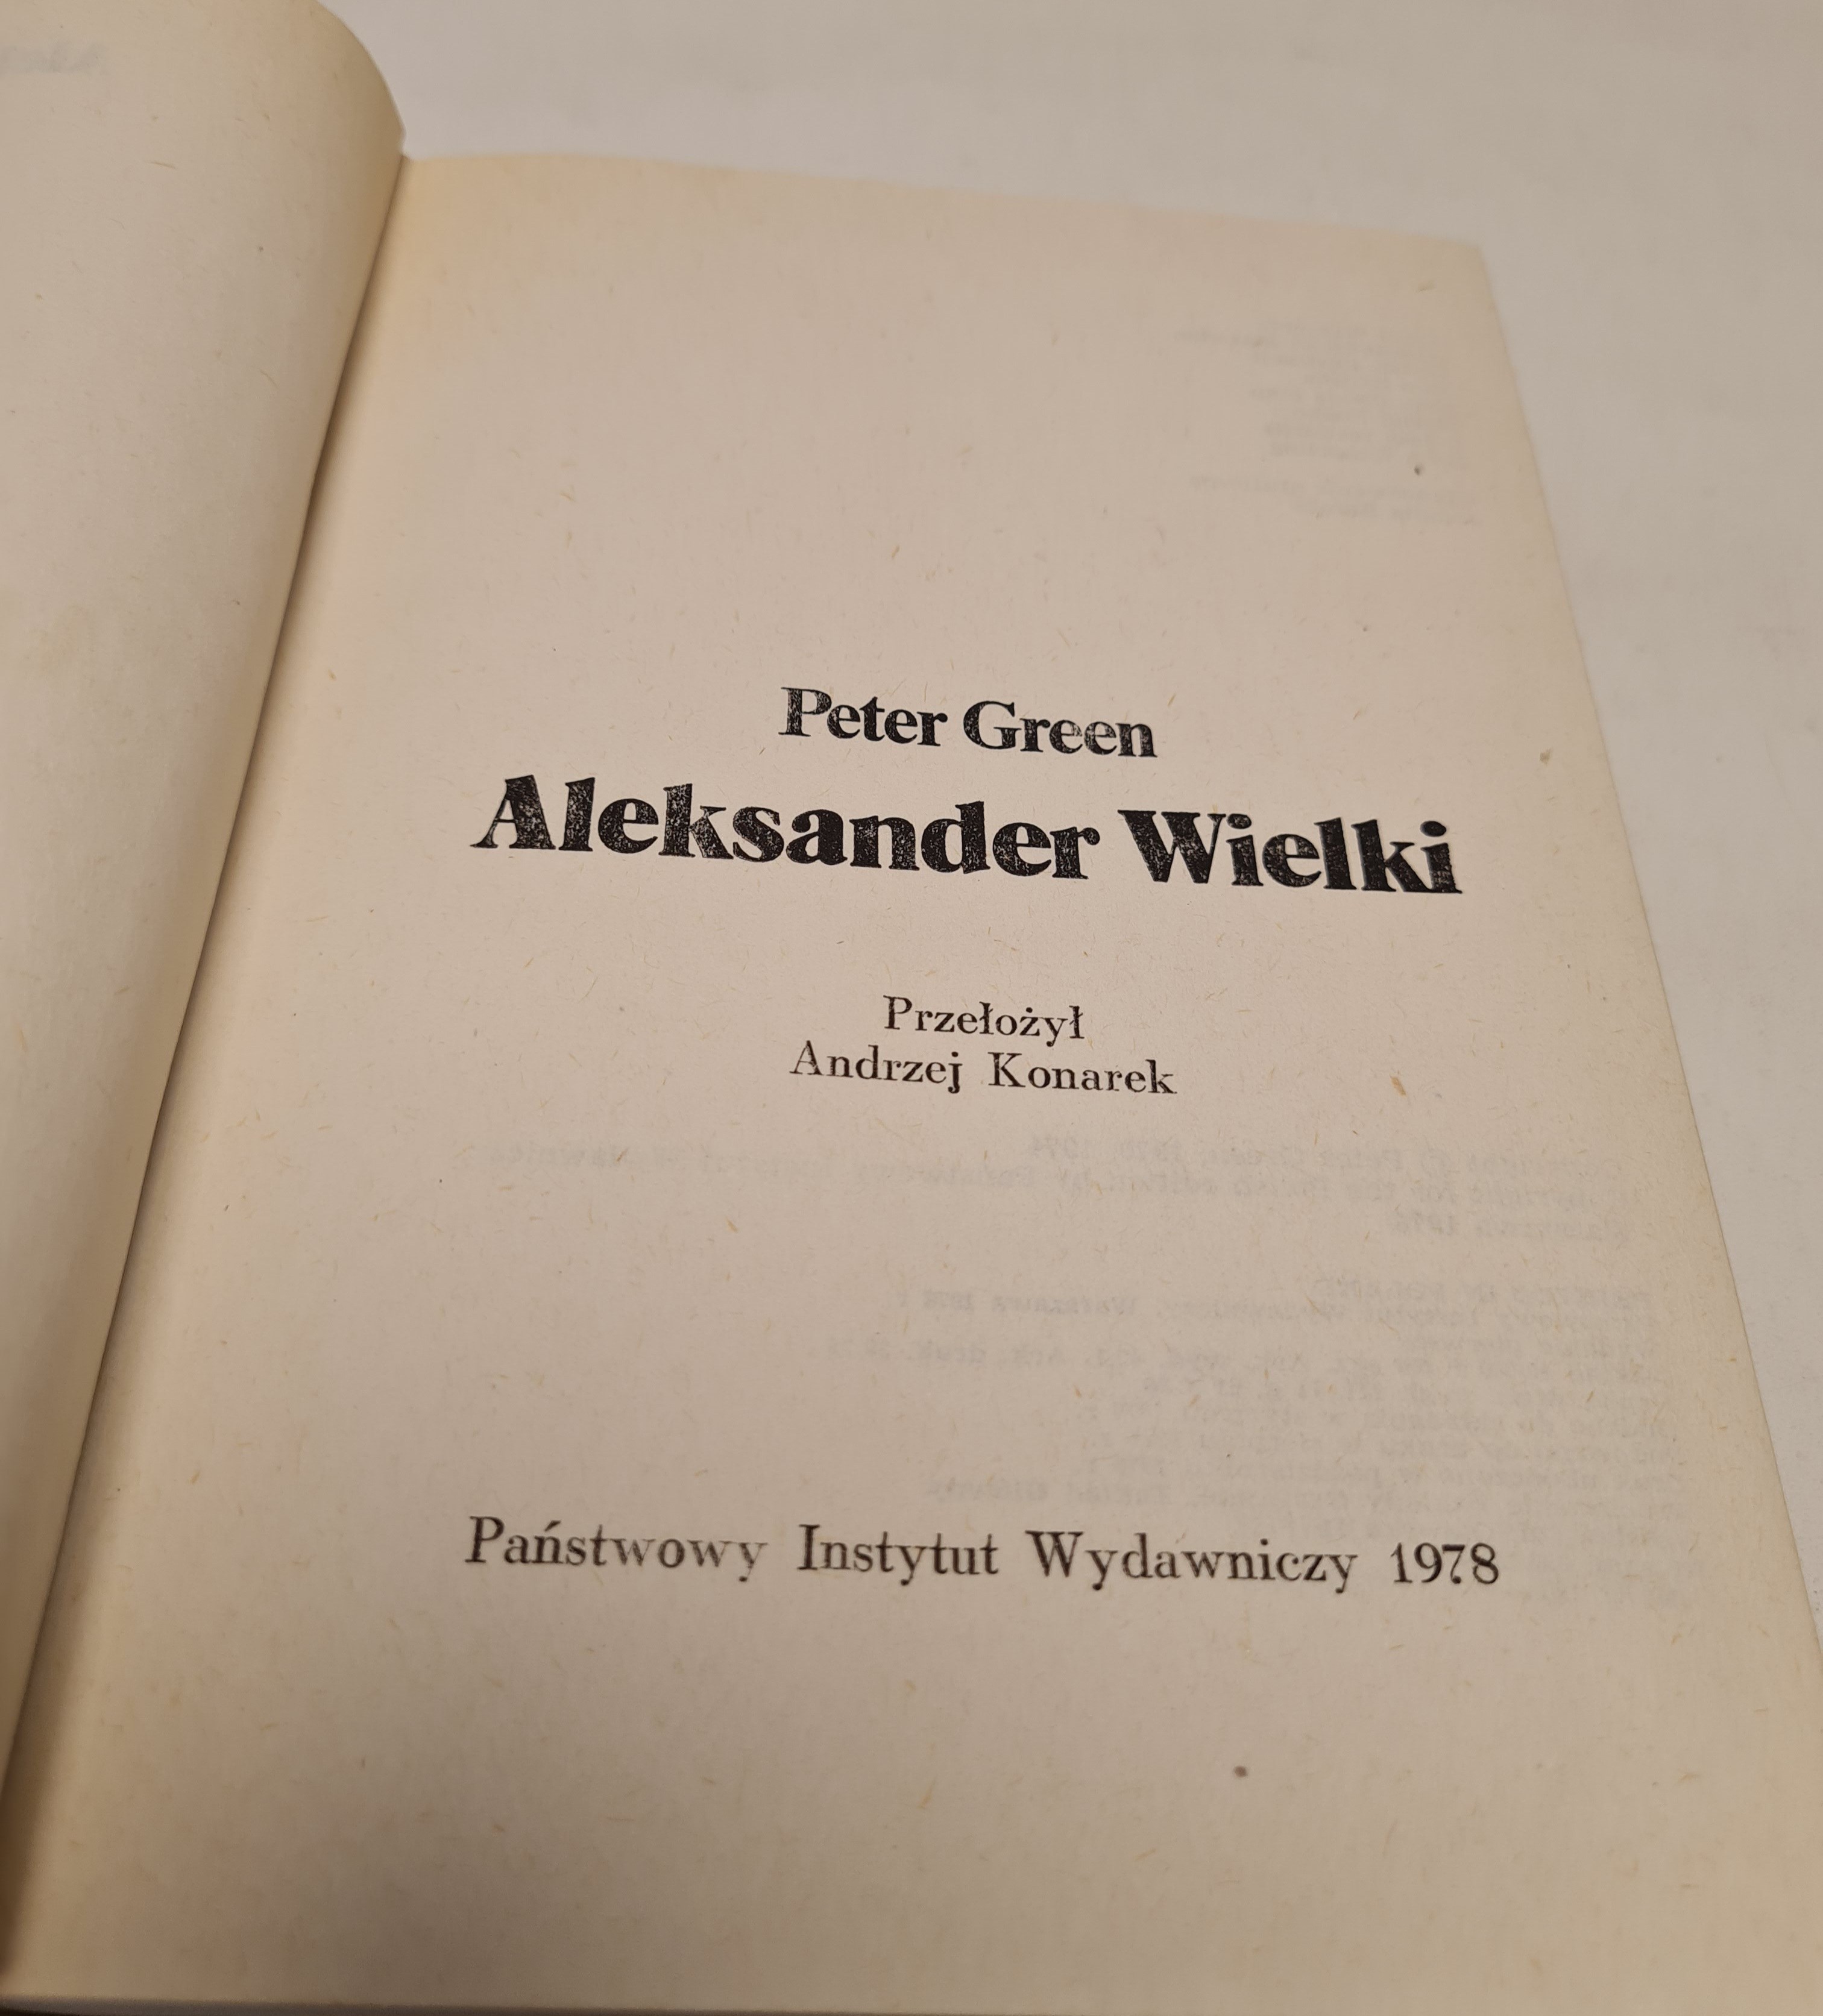 Peter Green
Aleksander Wielki
Przełożył
Andrzej Konarek
Państwowy Instytut Wydawniczy 1978